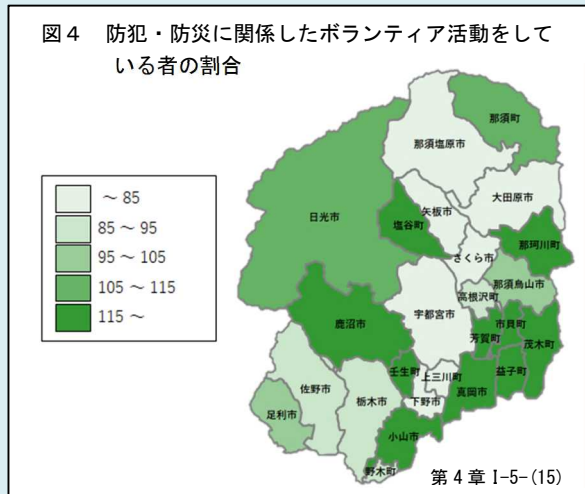 図4　防犯・防災に関係したボランティア活動をして
いる者の割合
～ 85
85 ～ 95
95 ～ 105
105 ～ 115
115 ～
那須町
那須塩原市
大田原市
日光市
塩谷町
矢板市
那珂川町
さくら市
那須烏山市
高根沢町
宇都宮市
鹿沼市
市貝町
芳賀町
茂木町
壬生町
上三川町
益子町
真岡市
佐野市
栃木市
下野市
足利市
小山市
野木町
第4章 I-5-(15)